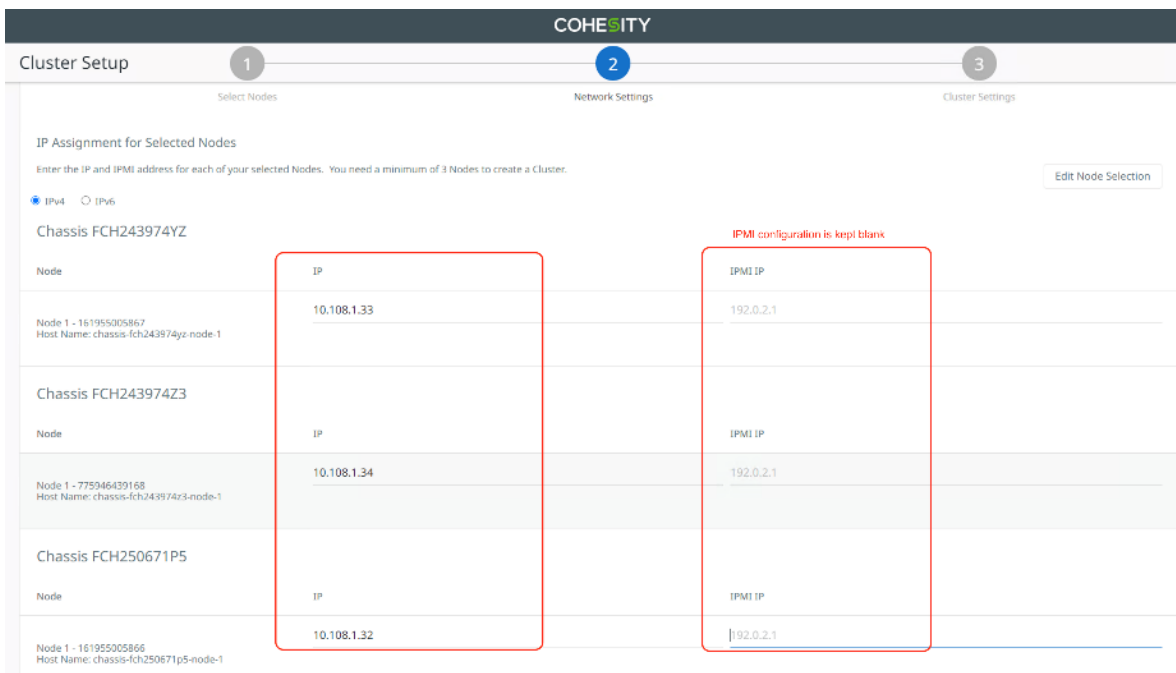 COHESITY
Cluster Setup
1
2
3
Select Nodes
Network Settings
Cluster Settings
IP Assignment for Selected Nodes
Enter the IP and IPMI address for each of your selected Nodes. You need a minimum of 3 Nodes to create a Cluster.
Edit Node Selection
IPv4 IPv6
Chassis FCH243974YZ
IPMI configuration is kept blank
Node IP IPMI IP
10.108.1.33 192.0.2.1
Node 1 - 161955005867
Host Name: chassis-fch243974yz-node-1
Chassis FCH243974Z3
Node IP IPMI IP
10.108.1.34 192.0.2.1
Node 1 - 775946439168
Host Name: chassis-fch243974z3-node-1
Chassis FCH250671P5
Node IP IPMI IP
10.108.1.32 192.0.2.1
Node 1 - 161955005866
Host Name: chassis-fch250671p5-node-1